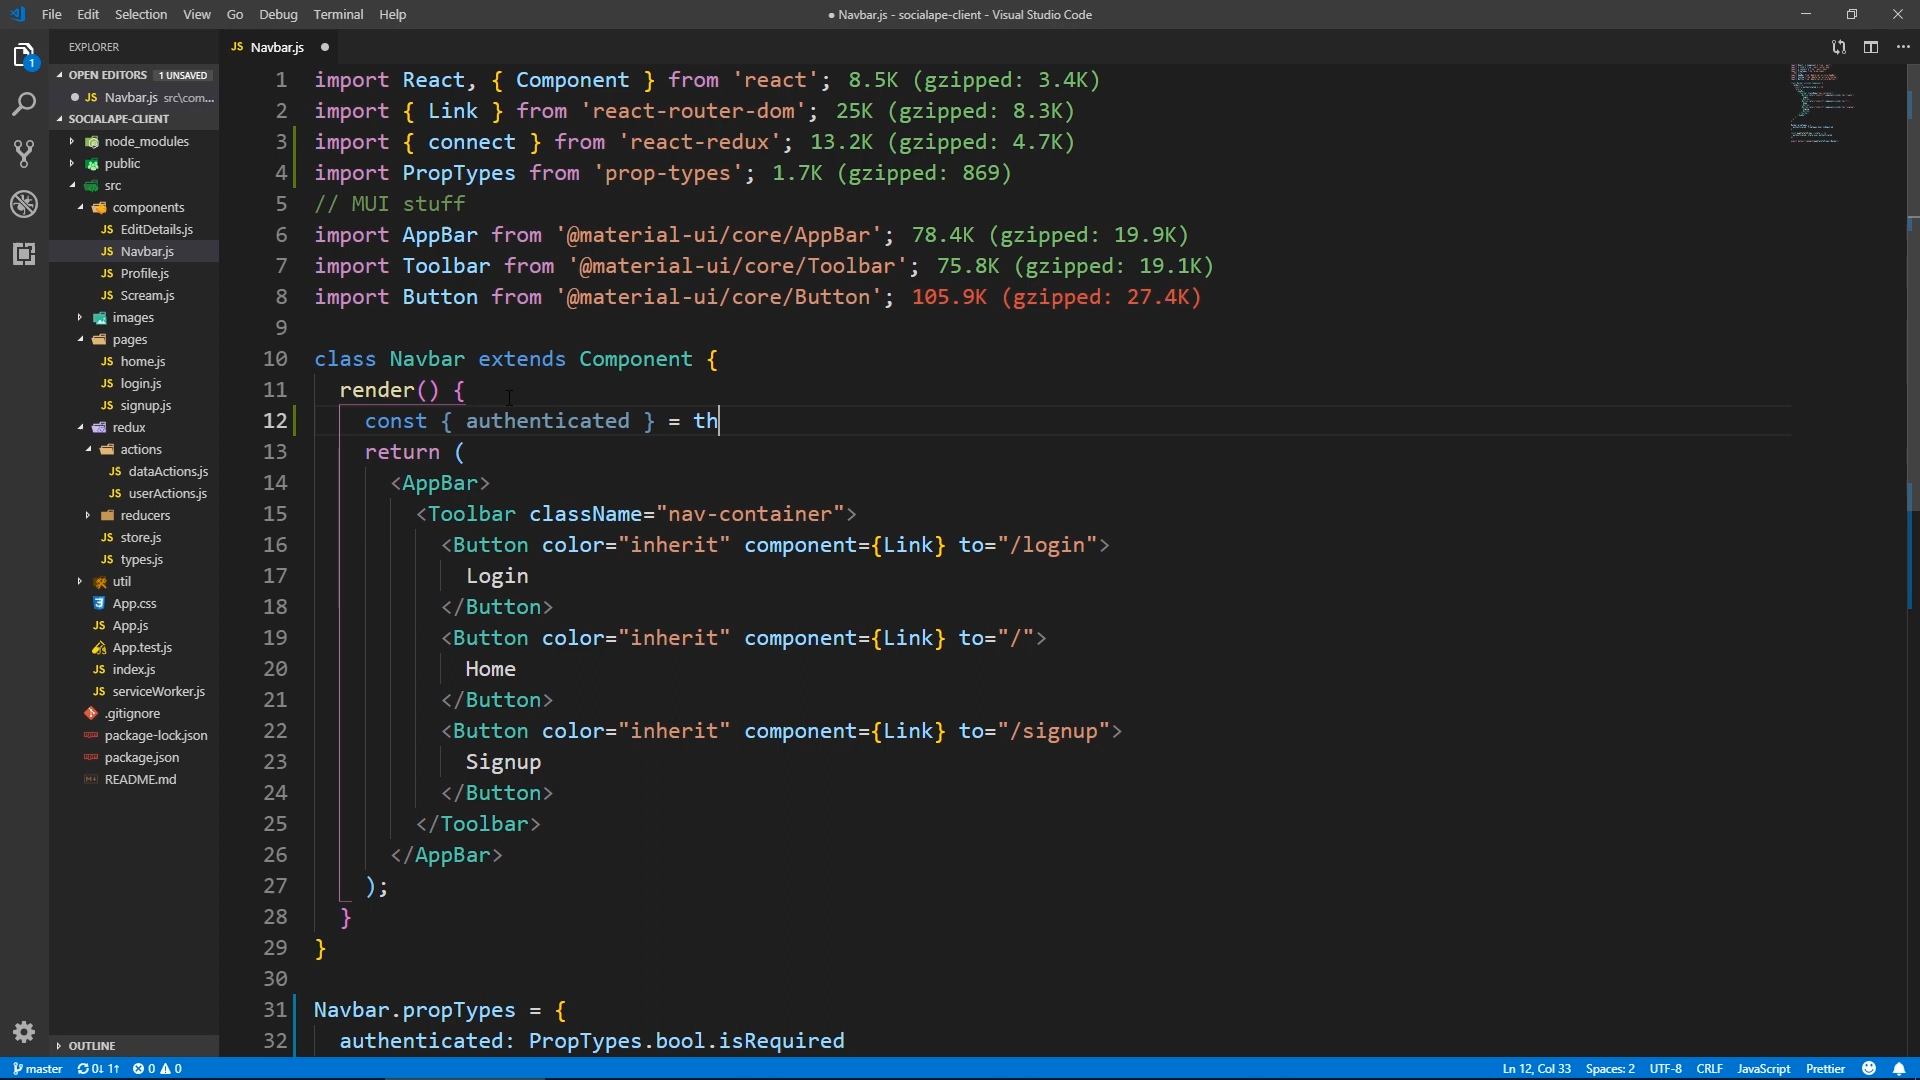 File Edit Selection View Go Debug Terminal Help
● Navbar.js - socialape-client - Visual Studio Code
EXPLORER
OPEN EDITORS 1 UNSAVED
JS Navbar.js src\com...
SOCIALAPE-CLIENT
node_modules
public
src
components
JS EditDetails.js
JS Navbar.js
JS Profile.js
JS Scream.js
images
pages
JS home.js
JS login.js
JS signup.js
redux
actions
JS dataActions.js
JS userActions.js
reducers
JS store.js
JS types.js
util
App.css
JS App.js
App.test.js
JS index.js
JS serviceWorker.js
.gitignore
package-lock.json
package.json
README.md
OUTLINE
1
JS Navbar.js
1 import React, { Component } from 'react'; 8.5K (gzipped: 3.4K)
2 import { Link } from 'react-router-dom'; 25K (gzipped: 8.3K)
3 import { connect } from 'react-redux'; 13.2K (gzipped: 4.7K)
4 import PropTypes from 'prop-types'; 1.7K (gzipped: 869)
5 // MUI stuff
6 import AppBar from '@material-ui/core/AppBar'; 78.4K (gzipped: 19.9K)
7 import Toolbar from '@material-ui/core/Toolbar'; 75.8K (gzipped: 19.1K)
8 import Button from '@material-ui/core/Button'; 105.9K (gzipped: 27.4K)
9
10 class Navbar extends Component {
11 render() {
12 const { authenticated } = th
13 return (
14 <AppBar>
15 <Toolbar className="nav-container">
16 <Button color="inherit" component={Link} to="/login">
17 Login
18 </Button>
19 <Button color="inherit" component={Link} to="/">
20 Home
21 </Button>
22 <Button color="inherit" component={Link} to="/signup">
23 Signup
24 </Button>
25 </Toolbar>
26 </AppBar>
27 );
28 }
29 }
30
31 Navbar.propTypes = {
32 authenticated: PropTypes.bool.isRequired
master 0↓ 1↑ 0 0 Ln 12, Col 33 Spaces: 2 UTF-8 CRLF JavaScript Prettier